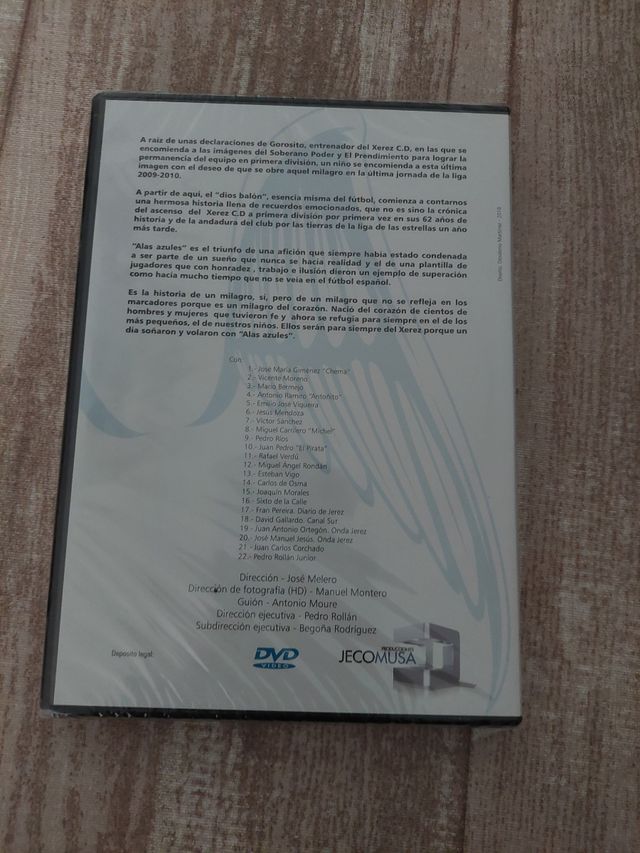 A raíz de unas declaraciones de Gorosito, entrenador del Xerez C.D, en las que se
encomienda a las imágenes del Soberano Poder y El Prendimiento para lograr la
permanencia del equipo en primera división, un niño se encomienda a esta última
imagen con el deseo de que se obre aquel milagro en la última jornada de la liga
2009-2010.
A partir de aquí, el "dios balón", esencia misma del fútbol, comienza a contarnos
una hermosa historia llena de recuerdos emocionados, que no es sino la crónica
del ascenso del Xerez C.D a primera división por primera vez en sus 62 años de
historia y de la andadura del club por las tierras de la liga de las estrellas un año
más tarde.
"Alas azules" es el triunfo de una afición que siempre había estado condenada
a ser parte de un sueño que nunca se hacía realidad y el de una plantilla de
jugadores que con honradez , trabajo e ilusión dieron un ejemplo de superación
como hacía mucho tiempo que no se veía en el fútbol español.
Es la historia de un milagro, sí, pero de un milagro que no se refleja en los
marcadores porque es un milagro del corazón. Nació del corazón de cientos de
hombres y mujeres que tuvieron fe y ahora se refugia para siempre en el de los
más pequeños, el de nuestros niños. Ellos serán para siempre del Xerez porque un
día soñaron y volaron con "Alas azules".
Con:
1.- José María Giménez "Chema"
2.- Vicente Moreno
3.- Mario Bermejo
4.- Antonio Ramiro "Antoñito"
5.- Emilio José Viqueira
6.- Jesús Mendoza
7.- Víctor Sánchez
8.- Miguel Carrilero "Míchel"
9.- Pedro Ríos
10.- Juan Pedro "El Pirata"
11.- Rafael Verdú
12.- Miguel Ángel Rondán
13.- Esteban Vigo
14.- Carlos de Osma
15.- Joaquín Morales
16.- Sixto de la Calle
17.- Fran Pereira. Diario de Jerez
18.- David Gallardo. Canal Sur
19.- Juan Antonio Ortegón. Onda Jerez
20.- José Manuel Jesús. Onda Jerez
21.- Juan Carlos Corchado
22.- Pedro Rollán Junior
Dirección - José Melero
Dirección de fotografía (HD) - Manuel Montero
Guión - Antonio Moure
Dirección ejecutiva - Pedro Rollán
Subdirección ejecutiva - Begoña Rodríguez
Depósito legal:
DVD
VIDEO
PRODUCCIONES
JECOMUSA
Martínez - 2010